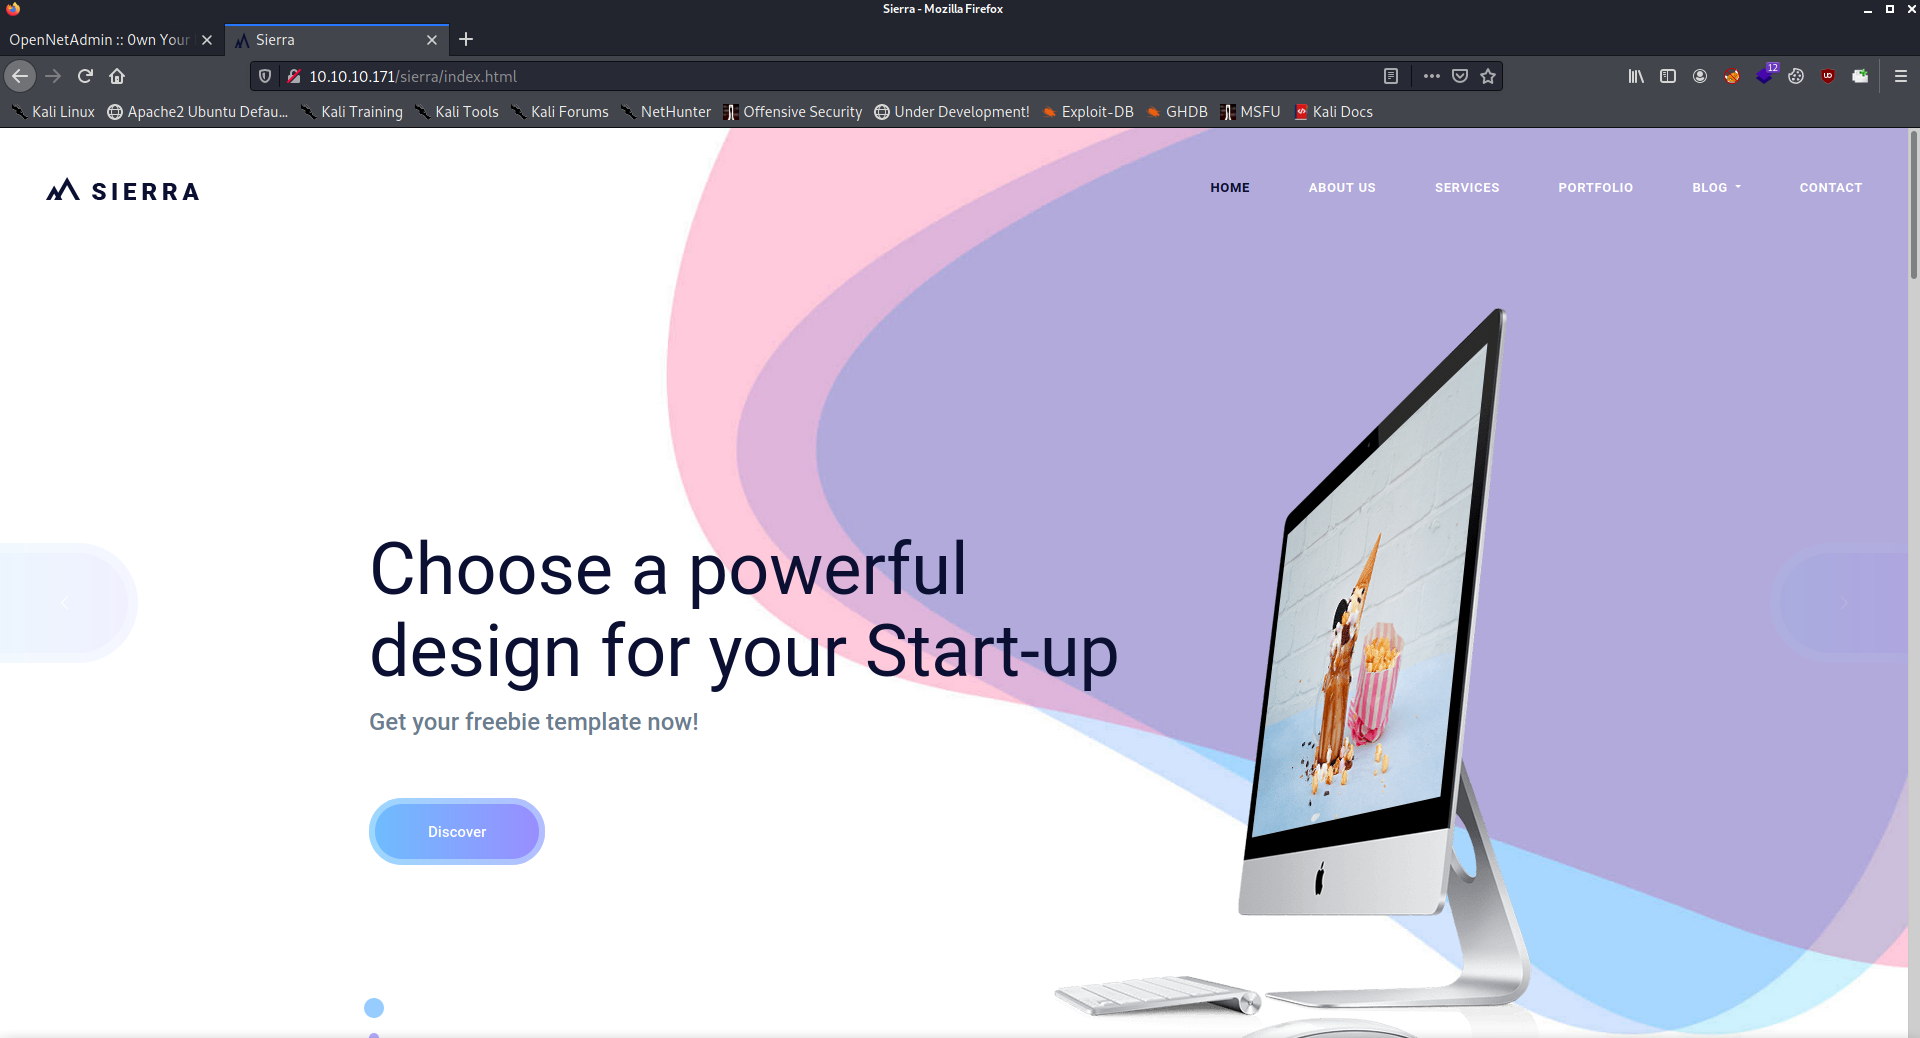 Sierra - Mozilla Firefox
OpenNetAdmin :: 0wn Your
Sierra
10.10.10.171/sierra/index.html
12
Kali Linux
Apache2 Ubuntu Defau...
Kali Training
Kali Tools
Kali Forums
NetHunter
Offensive Security
Under Development!
Exploit-DB
GHDB
MSFU
Kali Docs
SIERRA
HOME
ABOUT US
SERVICES
PORTFOLIO
BLOG
CONTACT
Choose a powerful
design for your Start-up
Get your freebie template now!
Discover